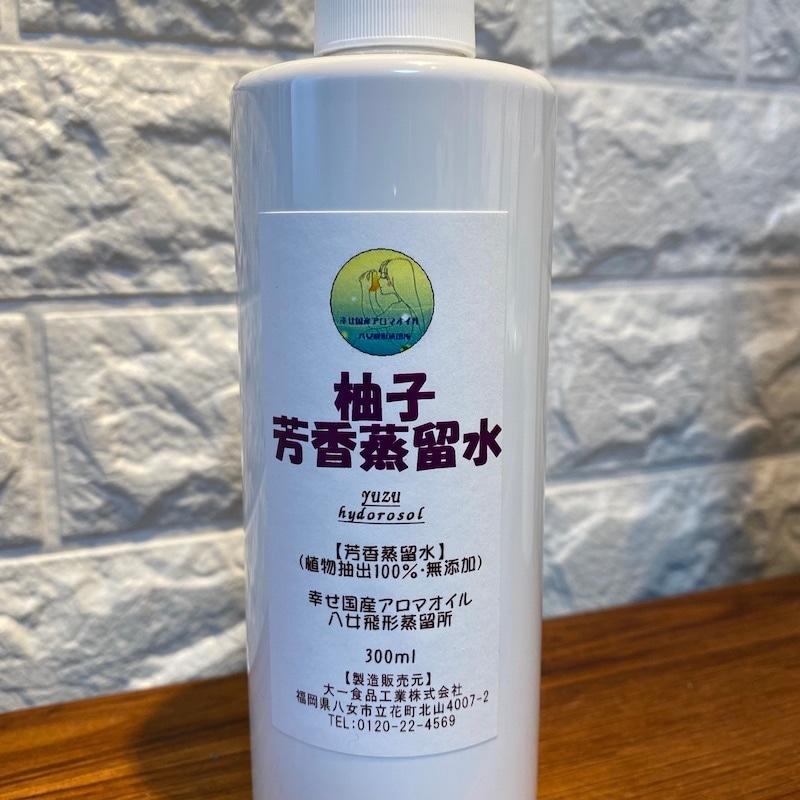 幸せ国産アロマオイル
八女飛形蒸留所
柚子
芳香蒸留水
yuzu
hydorosol
【芳香蒸留水】
(植物抽出100%・無添加)
幸せ国産アロマオイル
八女飛形蒸留所
300ml
【製造販売元】
大一食品工業株式会社
福岡県八女市立花町北山4007-2
TEL:0120-22-4569